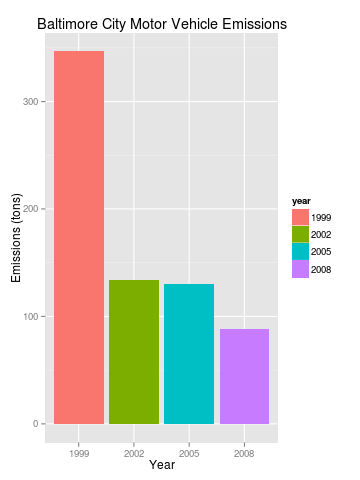 Baltimore City Motor Vehicle Emissions
Emissions (tons)
300
200
100
0
1999 2002 2005 2008
Year
year
1999
2002
2005
2008